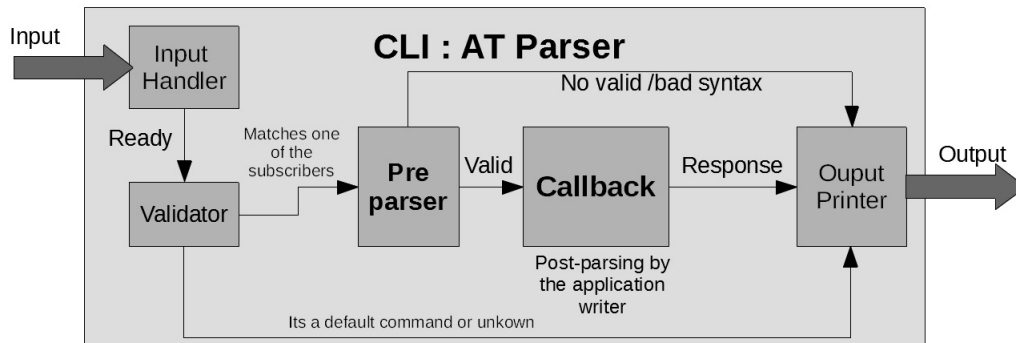 Input
CLI : AT Parser
Input
Handler
No valid /bad syntax
Ready
Matches one
of the
subscribers
Pre
parser
Valid
Callback
Response
Ouput
Printer
Output
Validator
Post-parsing by
the application
writer
Its a default command or unkown